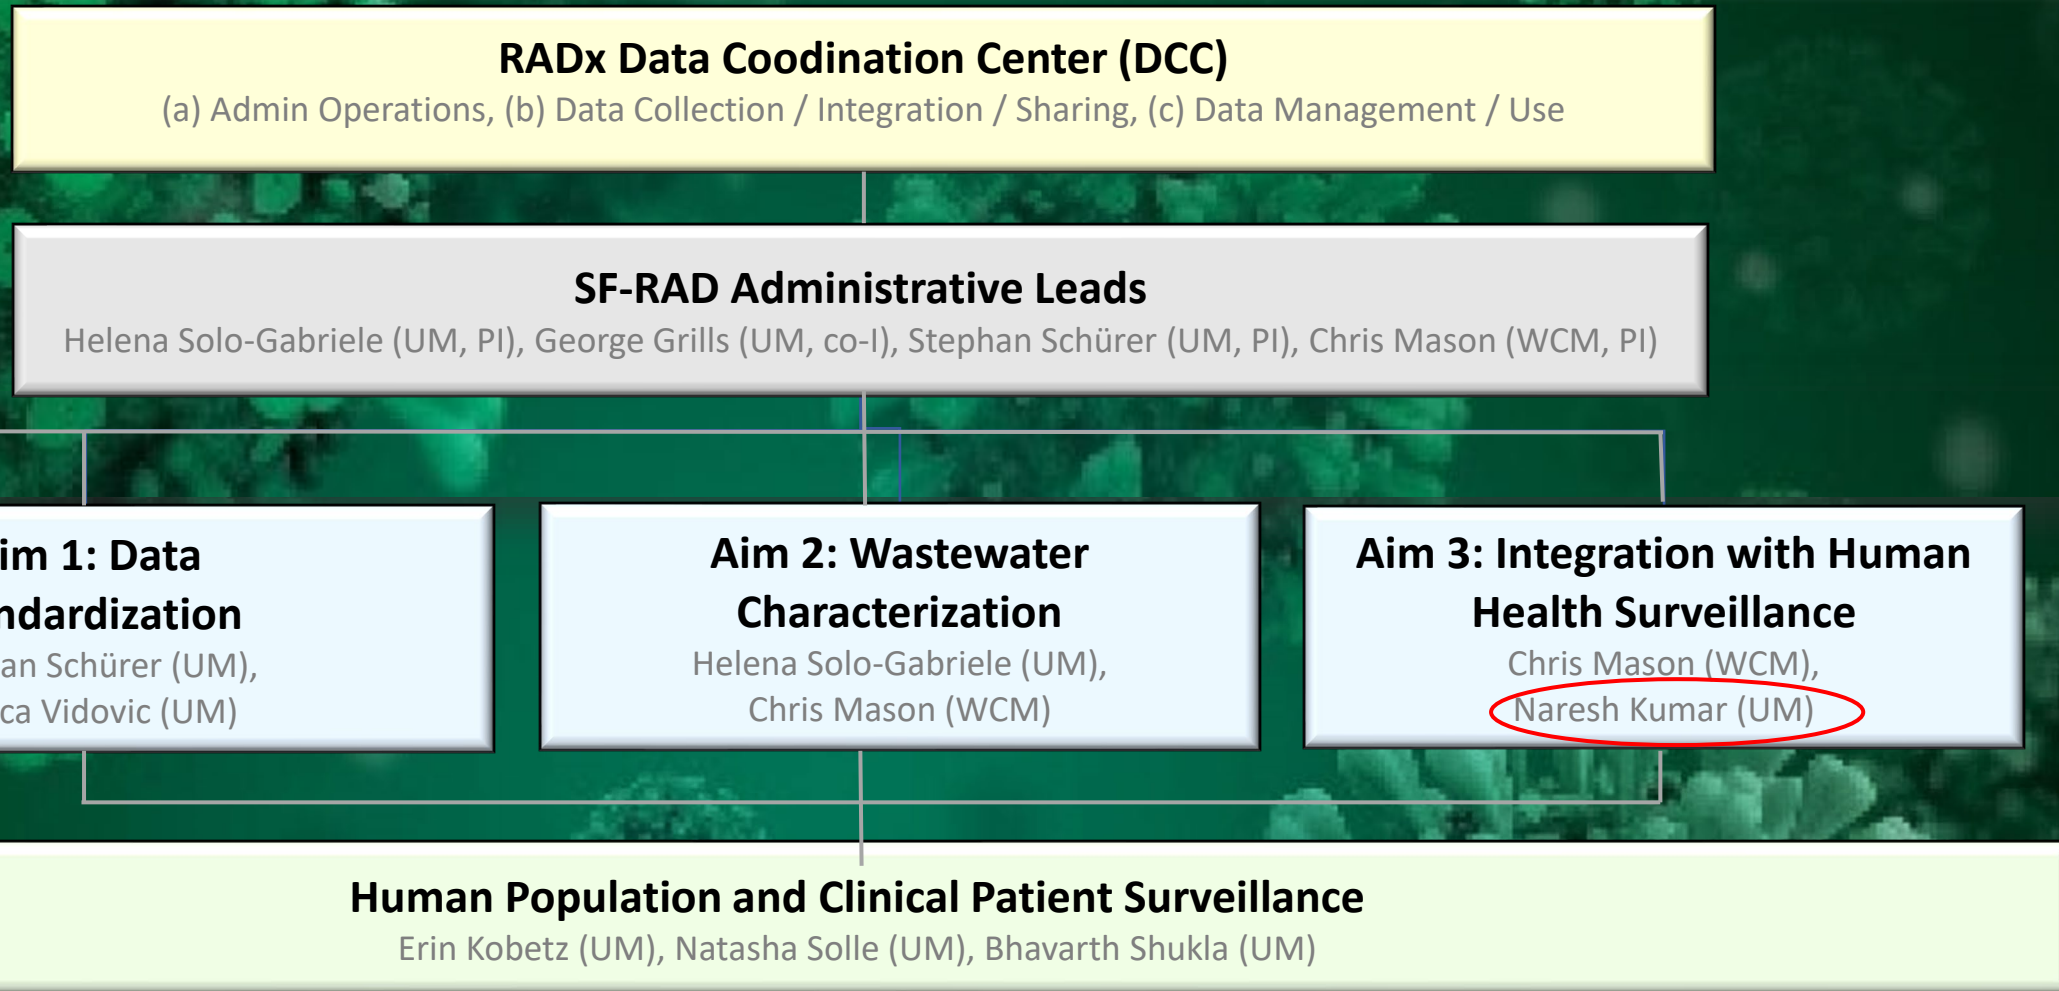 RADx Data Coodination Center (DCC)
(a) Admin Operations, (b) Data Collection / Integration / Sharing, (c) Data Management / Use
SF-RAD Administrative Leads
Helena Solo-Gabriele (UM, PI), George Grills (UM, co-I), Stephan Schürer (UM, PI), Chris Mason (WCM, PI)
im 1: Data
ndardization
an Schürer (UM),
ca Vidovic (UM)
Aim 2: Wastewater
Characterization
Helena Solo-Gabriele (UM),
Chris Mason (WCM)
Aim 3: Integration with Human
Health Surveillance
Chris Mason (WCM),
Naresh Kumar (UM)
Human Population and Clinical Patient Surveillance
Erin Kobetz (UM), Natasha Solle (UM), Bhavarth Shukla (UM)